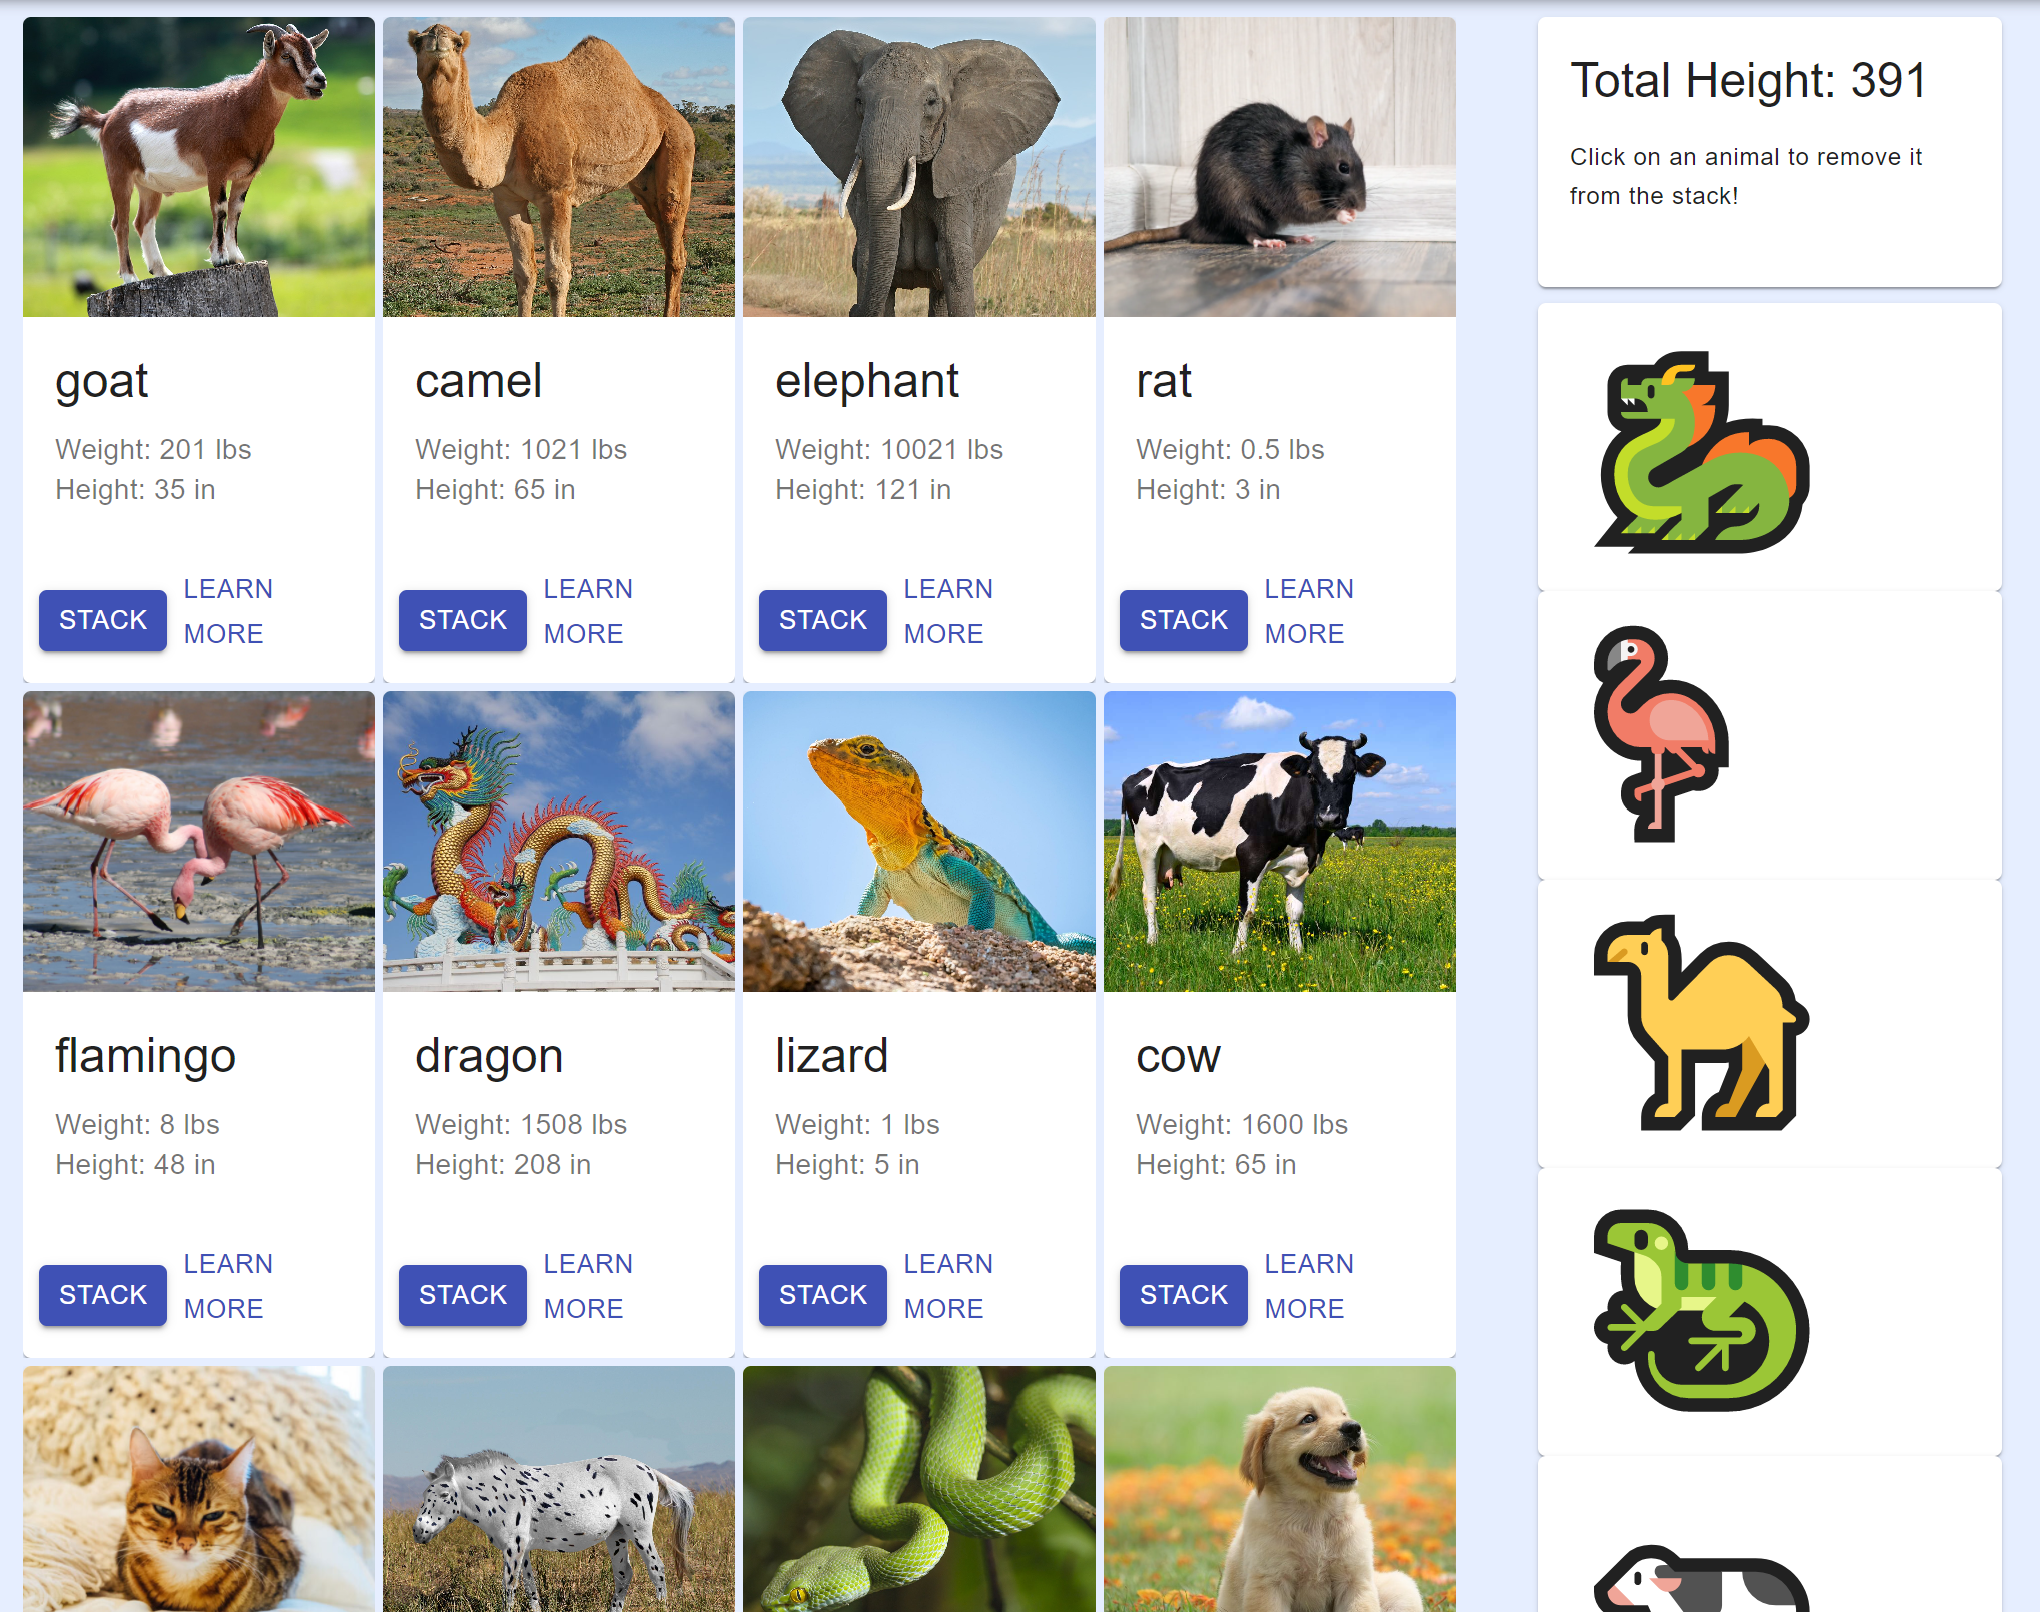 goat
Weight: 201 lbs
Height: 35 in
STACK
LEARN
MORE
camel
Weight: 1021 lbs
Height: 65 in
STACK
LEARN
MORE
elephant
Weight: 10021 lbs
Height: 121 in
STACK
LEARN
MORE
rat
Weight: 0.5 lbs
Height: 3 in
STACK
LEARN
MORE
flamingo
Weight: 8 lbs
Height: 48 in
STACK
LEARN
MORE
dragon
Weight: 1508 lbs
Height: 208 in
STACK
LEARN
MORE
lizard
Weight: 1 lbs
Height: 5 in
STACK
LEARN
MORE
cow
Weight: 1600 lbs
Height: 65 in
STACK
LEARN
MORE
Total Height: 391
Click on an animal to remove it
from the stack!